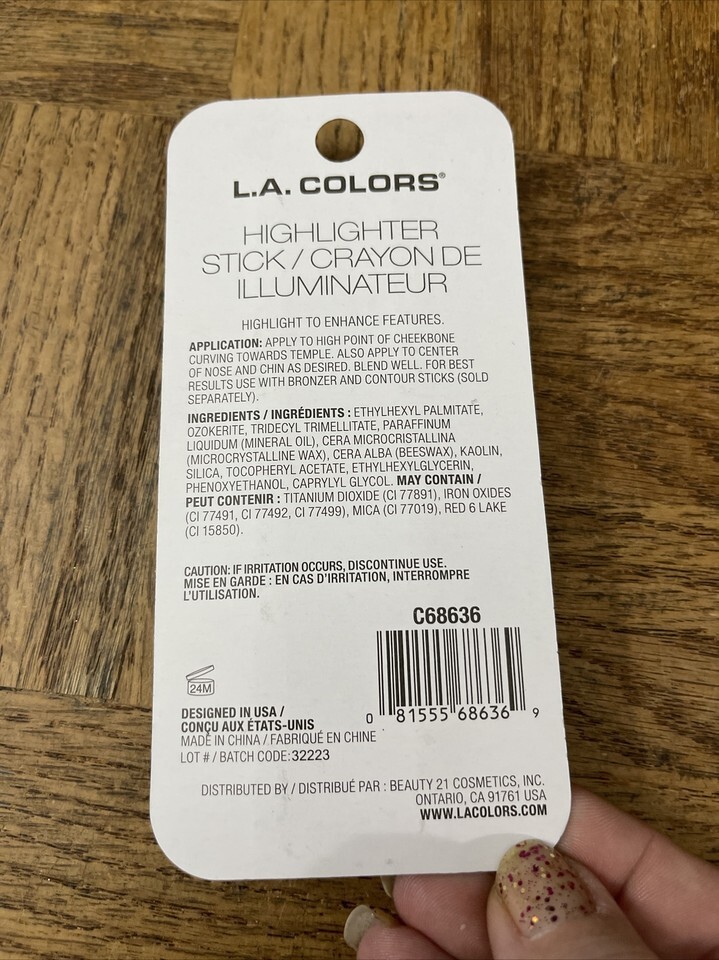 L.A. COLORS®
HIGHLIGHTER
STICK / CRAYON DE
ILLUMINATEUR
HIGHLIGHT TO ENHANCE FEATURES.
APPLICATION: APPLY TO HIGH POINT OF CHEEKBONE
CURVING TOWARDS TEMPLE. ALSO APPLY TO CENTER
OF NOSE AND CHIN AS DESIRED. BLEND WELL. FOR BEST
RESULTS USE WITH BRONZER AND CONTOUR STICKS (SOLD
SEPARATELY).
INGREDIENTS / INGRÉDIENTS : ETHYLHEXYL PALMITATE,
OZOKERITE, TRIDECYL TRIMELLITATE, PARAFFINUM
LIQUIDUM (MINERAL OIL), CERA MICROCRISTALLINA
(MICROCRYSTALLINE WAX), CERA ALBA (BEESWAX), KAOLIN,
SILICA, TOCOPHERYL ACETATE, ETHYLHEXYLGLYCERIN,
PHENOXYETHANOL, CAPRYLYL GLYCOL. MAY CONTAIN /
PEUT CONTENIR : TITANIUM DIOXIDE (CI 77891), IRON OXIDES
(CI 77491, CI 77492, CI 77499), MICA (CI 77019), RED 6 LAKE
(CI 15850).
CAUTION: IF IRRITATION OCCURS, DISCONTINUE USE.
MISE EN GARDE : EN CAS D'IRRITATION, INTERROMPRE
L'UTILISATION.
C68636
0 81555 68636 9
24M
DESIGNED IN USA /
CONÇU AUX ÉTATS-UNIS
MADE IN CHINA / FABRIQUÉ EN CHINE
LOT # / BATCH CODE: 32223
DISTRIBUTED BY / DISTRIBUÉ PAR : BEAUTY 21 COSMETICS, INC.
ONTARIO, CA 91761 USA
WWW.LACOLORS.COM